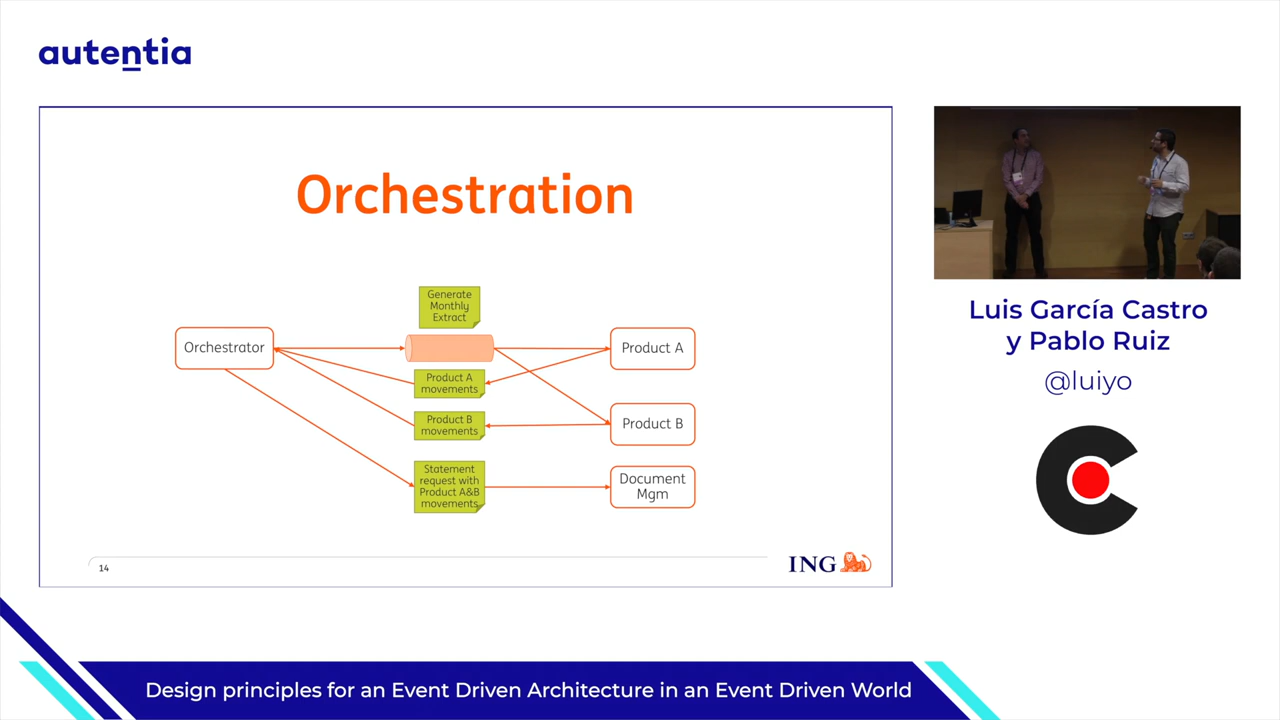 autentia
Orchestration
Generate
Monthly
Extract
Orchestrator
Product A
Product A
movements
Product B
movements
Product B
Statement
request with
Product A&B
movements
Document
Mgm
14
ING
Luis García Castro
y Pablo Ruiz
@luiyo
Design principles for an Event Driven Architecture in an Event Driven World